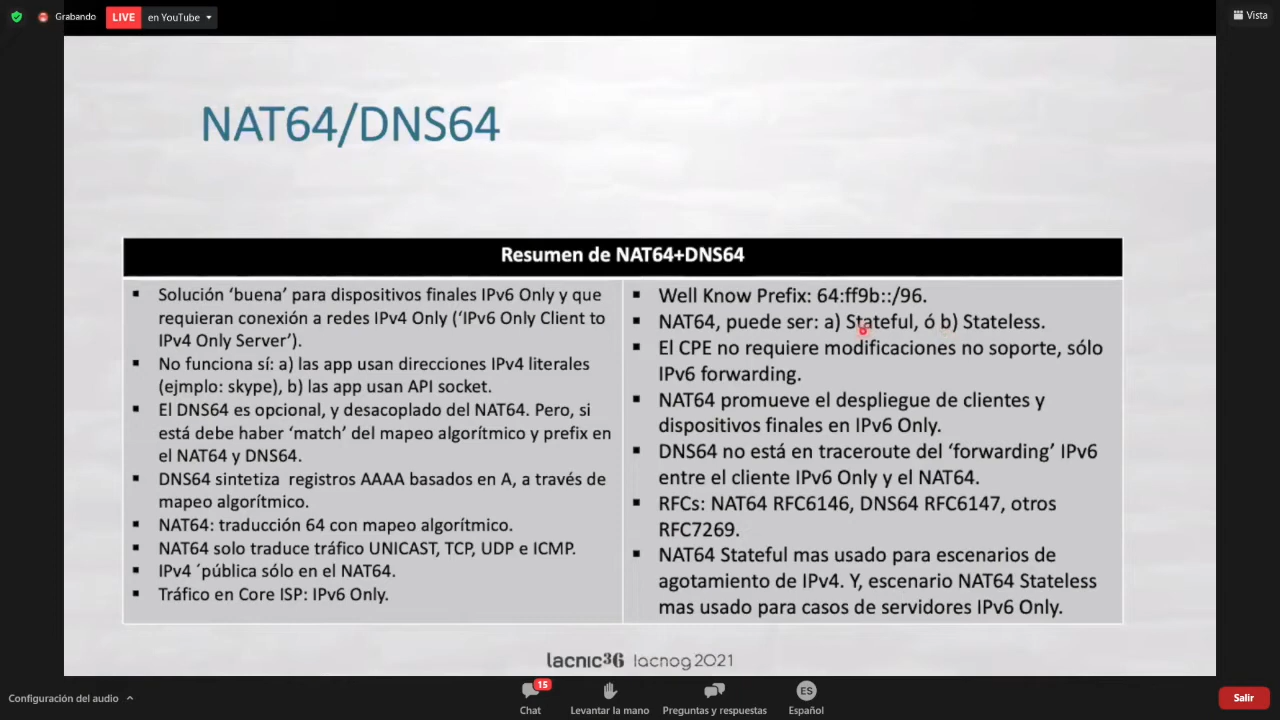 Grabando
LIVE
en YouTube
Vista
NAT64/DNS64
Resumen de NAT64+DNS64
Solución ‘buena’ para dispositivos finales IPv6 Only y que
requieran conexión a redes IPv4 Only (‘IPv6 Only Client to
IPv4 Only Server’).
No funciona sí: a) las app usan direcciones IPv4 literales
(ejmplo: skype), b) las app usan API socket.
El DNS64 es opcional, y desacoplado del NAT64. Pero, si
está debe haber ‘match’ del mapeo algorítmico y prefix en
el NAT64 y DNS64.
DNS64 sintetiza registros AAAA basados en A, a través de
mapeo algorítmico.
NAT64: traducción 64 con mapeo algorítmico.
NAT64 solo traduce tráfico UNICAST, TCP, UDP e ICMP.
IPv4 ´pública sólo en el NAT64.
Tráfico en Core ISP: IPv6 Only.
Well Know Prefix: 64:ff9b::/96.
NAT64, puede ser: a) Stateful, ó b) Stateless.
El CPE no requiere modificaciones no soporte, sólo
IPv6 forwarding.
NAT64 promueve el despliegue de clientes y
dispositivos finales en IPv6 Only.
DNS64 no está en traceroute del ‘forwarding’ IPv6
entre el cliente IPv6 Only y el NAT64.
RFCs: NAT64 RFC6146, DNS64 RFC6147, otros
RFC7269.
NAT64 Stateful mas usado para escenarios de
agotamiento de IPv4. Y, escenario NAT64 Stateless
mas usado para casos de servidores IPv6 Only.
lacnic36 lacnog2021
Configuración del audio
15
Chat
Levantar la mano
Preguntas y respuestas
ES
Español
Salir